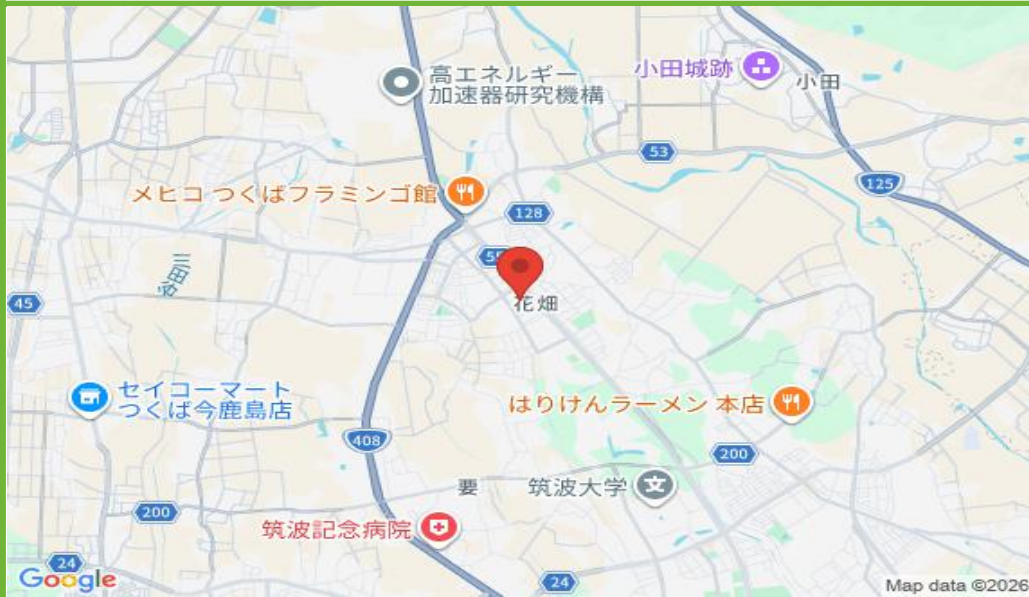 高エネルギー
加速器研究機構
小田城跡
小田
53
125
メヒコ つくばフラミンゴ館
128
55
三田谷
45
花畑
セイコーマート
つくば今鹿島店
はりけんラーメン 本店
408
200
要
筑波大学
200
筑波記念病院
24
24
Google
Map data ©2026